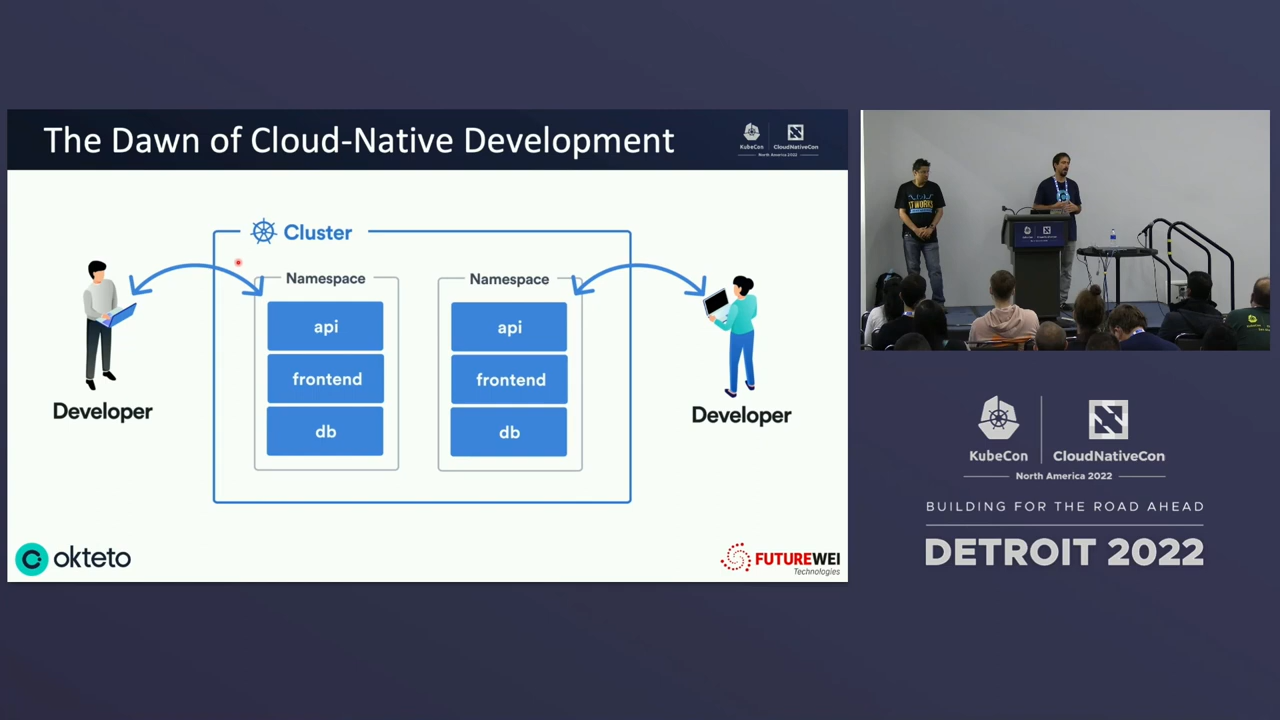 The Dawn of Cloud-Native Development
KubeCon
CloudNativeCon
North America 2022
Cluster
Namespace
Namespace
api
api
frontend
frontend
db
db
Developer
Developer
okteto
FUTUREWEI
Technologies
KubeCon
CloudNativeCon
North America 2022
BUILDING FOR THE ROAD AHEAD
DETROIT 2022